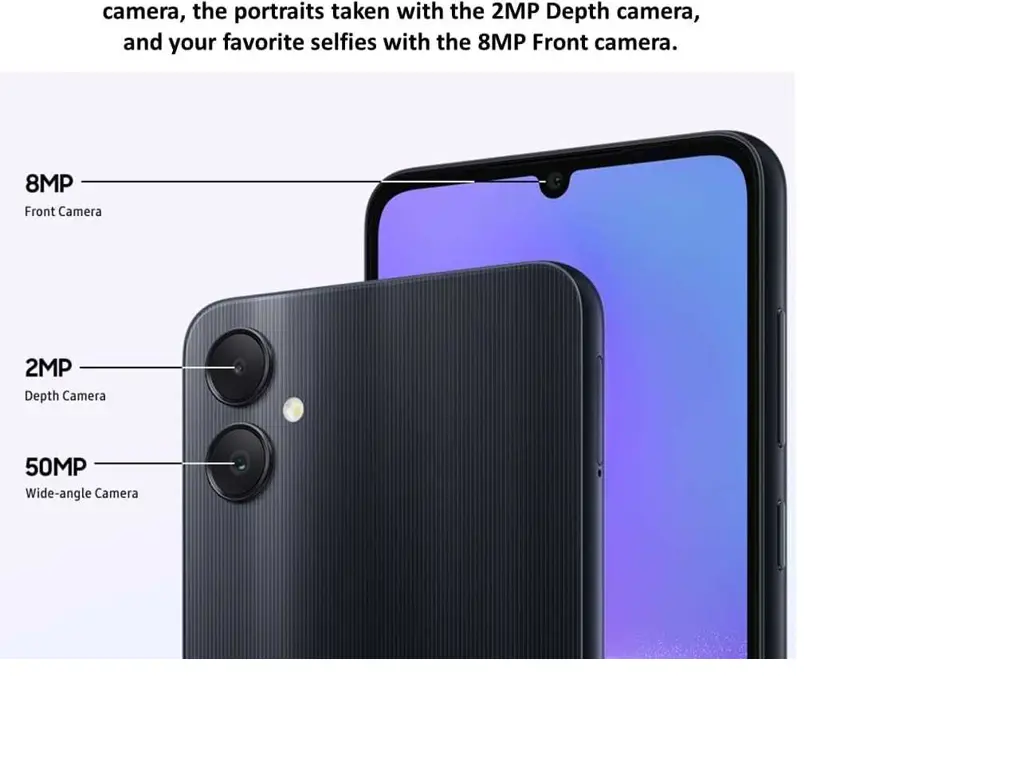 camera, the portraits taken with the 2MP Depth camera,
and your favorite selfies with the 8MP Front camera.
8MP
Front Camera
2MP
Depth Camera
50MP
Wide-angle Camera